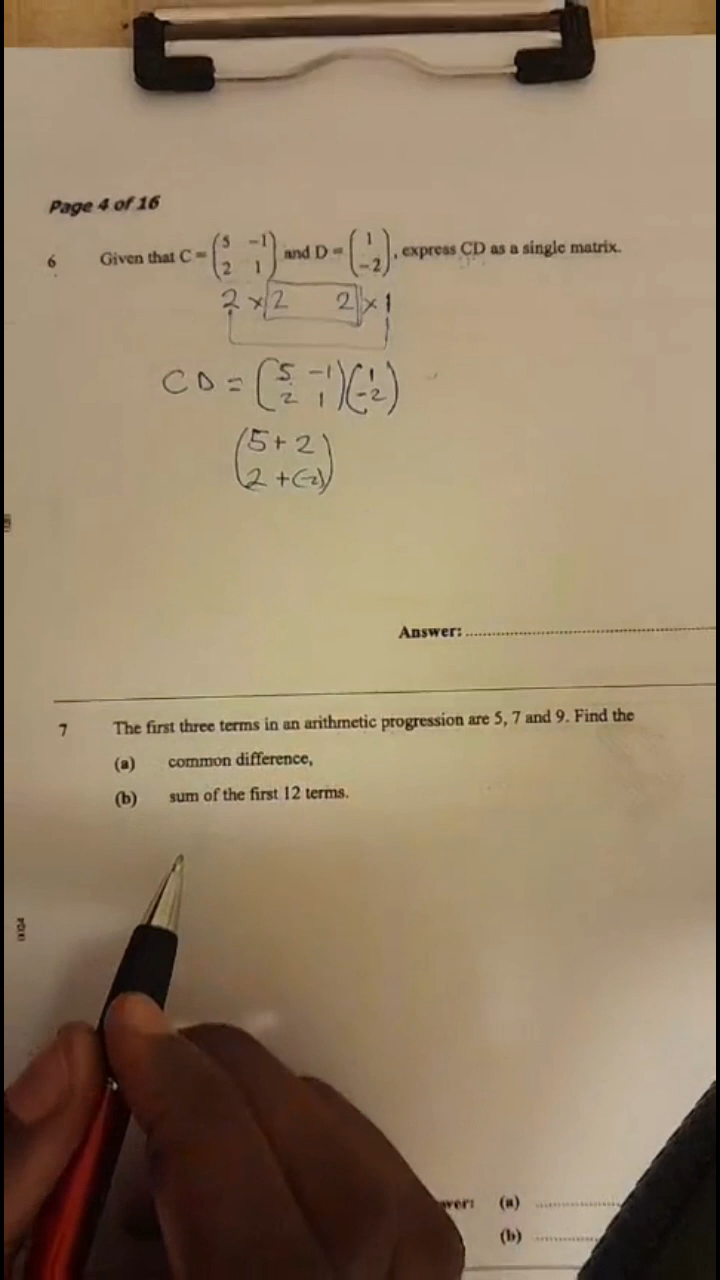 Page 4 of 16
6 Given that C = (5 -1 / 2 1) and D = (1 / -2), express CD as a single matrix.
2 × 2 2 × 1
CD = (5 -1 / 2 1)(1 / -2)
(5 + 2 / 2 + (-2))
Answer: ................................................
7 The first three terms in an arithmetic progression are 5, 7 and 9. Find the
(a) common difference,
(b) sum of the first 12 terms.
(a) ................
(b) ................